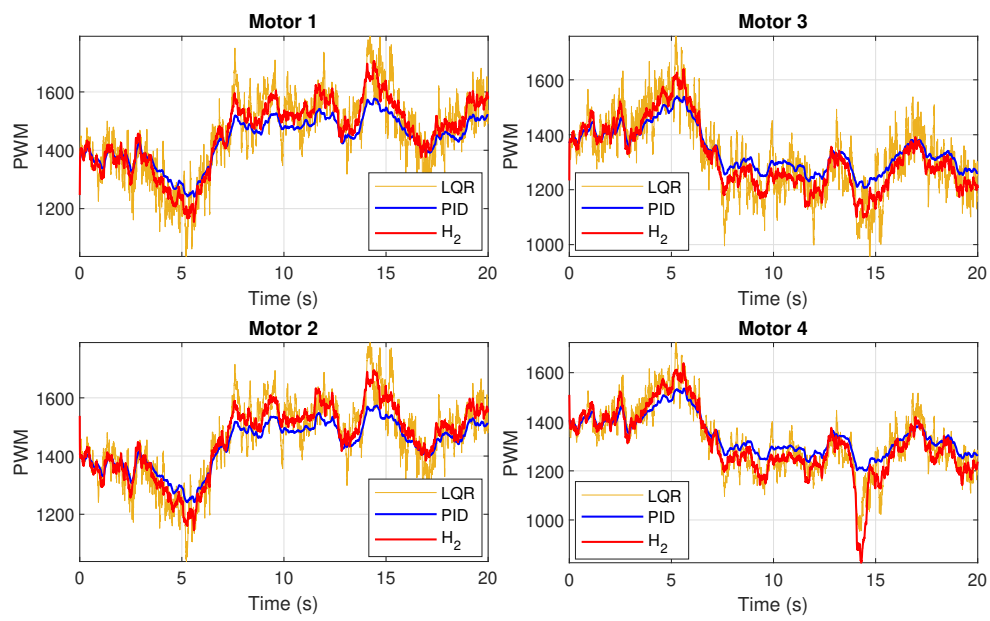 Motor 1
PWM
1600
1400
1200
0 5 10 15 20
Time (s)
LQR
PID
H₂
Motor 3
PWM
1600
1400
1200
1000
0 5 10 15 20
Time (s)
LQR
PID
H₂
Motor 2
PWM
1600
1400
1200
0 5 10 15 20
Time (s)
LQR
PID
H₂
Motor 4
PWM
1600
1400
1200
1000
0 5 10 15 20
Time (s)
LQR
PID
H₂